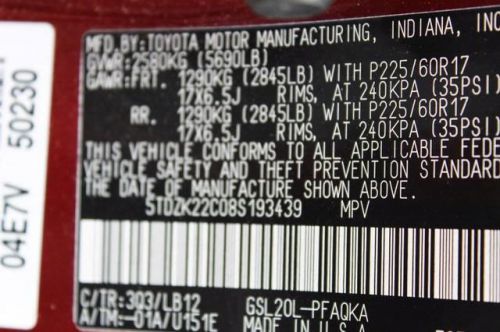 MFD.BY:TOYOTA MOTOR MANUFACTURING, INDIANA, INC
GVWR:2580KG (5690LB)
GAWR:FRT. 1290KG (2845LB) WITH P225/60R17
17X6.5J RIMS, AT 240KPA (35PSI)
RR. 1290KG (2845LB) WITH P225/60R17
17X6.5J RIMS, AT 240KPA (35PSI)
THIS VEHICLE CONFORMS TO ALL APPLICABLE FEDE
VEHICLE SAFETY AND THEFT PREVENTION STANDARD
THE DATE OF MANUFACTURE SHOWN ABOVE.
5TDZK22C08S193439 MPV
C/TR:3Q3/LB12 GSL20L-PFAQKA
A/TM:-01A/U151E MADE IN U.S.A
04E7V 50230